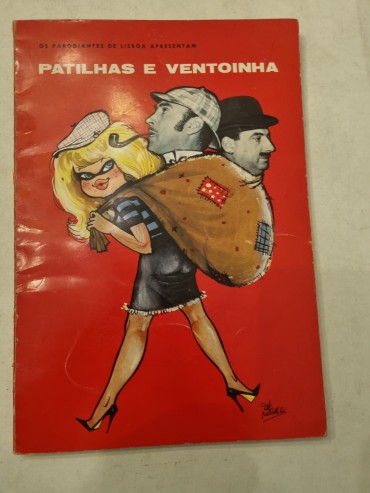 OS PARODIANTES DE LISBOA APRESENTAM
PATILHAS E VENTOINHA